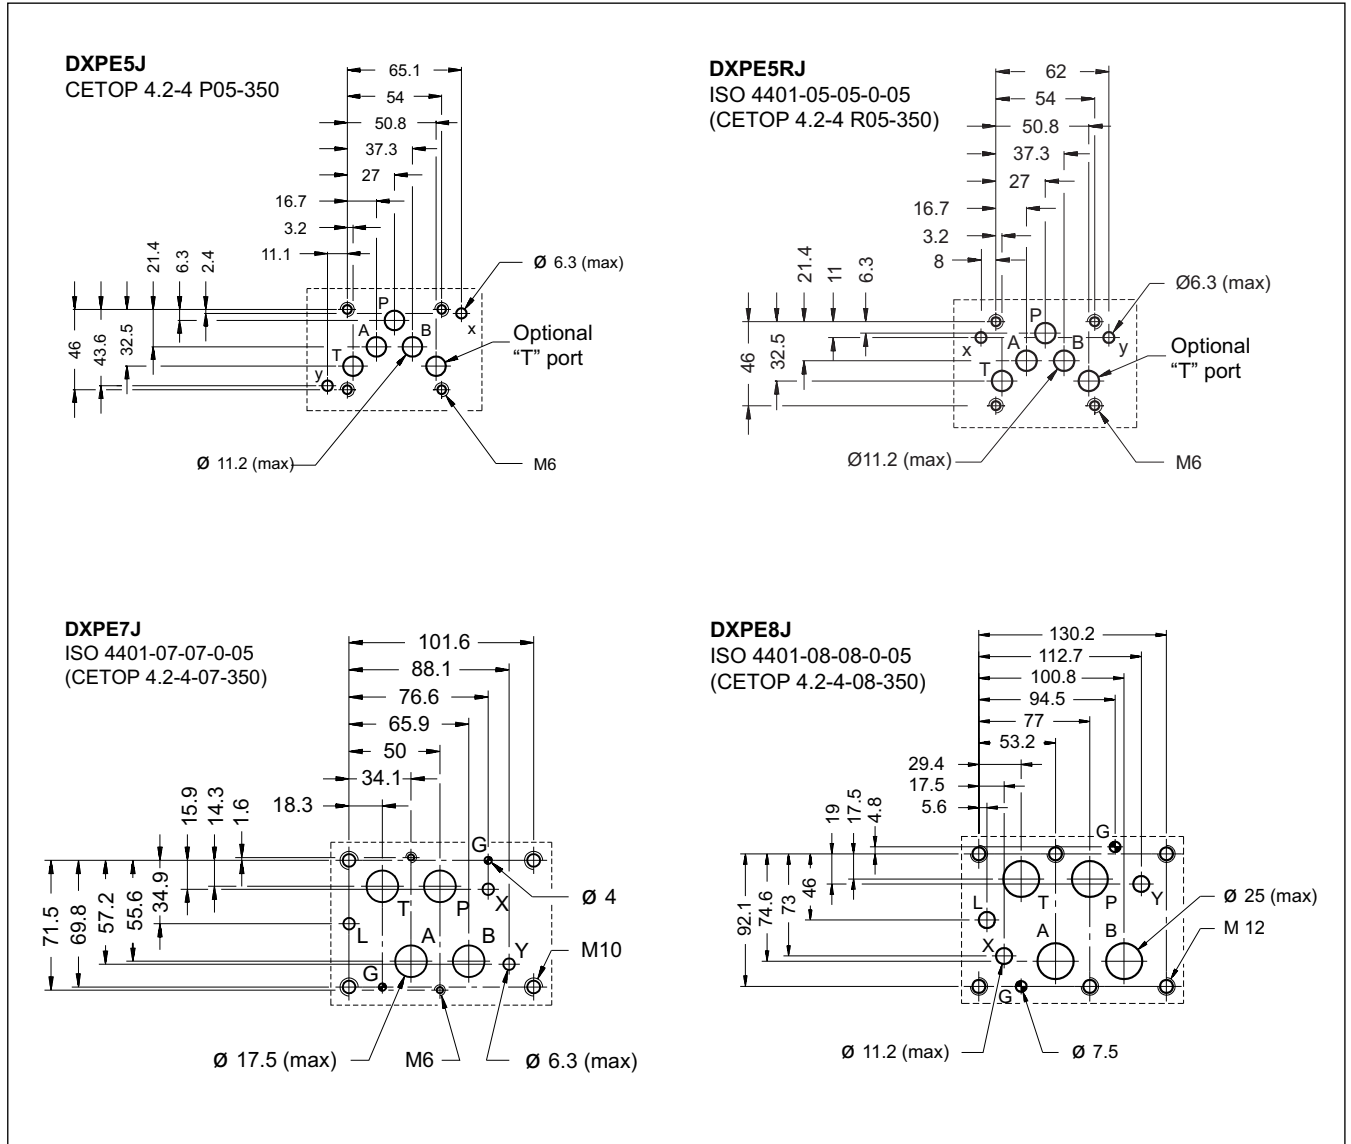 DXPE5J
CETOP 4.2-4 P05-350
65.1
54
50.8
37.3
27
16.7
3.2
11.1
21.4
6.3
2.4
46
43.6
32.5
Ø 6.3 (max)
P
x
A
B
T
y
Optional
“T” port
Ø 11.2 (max)
M6
DXPE5RJ
ISO 4401-05-05-0-05
(CETOP 4.2-4 R05-350)
62
54
50.8
37.3
27
16.7
3.2
8
21.4
11
6.3
46
32.5
Ø6.3 (max)
P
x
A
B
y
T
Optional
“T” port
Ø11.2 (max)
M6
DXPE7J
ISO 4401-07-07-0-05
(CETOP 4.2-4-07-350)
101.6
88.1
76.6
65.9
50
34.1
18.3
15.9
14.3
1.6
71.5
69.8
57.2
55.6
34.9
G
Ø 4
T
P
X
L
A
B
Y
M10
G
Ø 17.5 (max)
M6
Ø 6.3 (max)
DXPE8J
ISO 4401-08-08-0-05
(CETOP 4.2-4-08-350)
130.2
112.7
100.8
94.5
77
53.2
29.4
17.5
5.6
19
17.5
4.8
92.1
74.6
73
46
G
T
P
Y
Ø 25 (max)
L
A
B
M 12
X
G
Ø 11.2 (max)
Ø 7.5